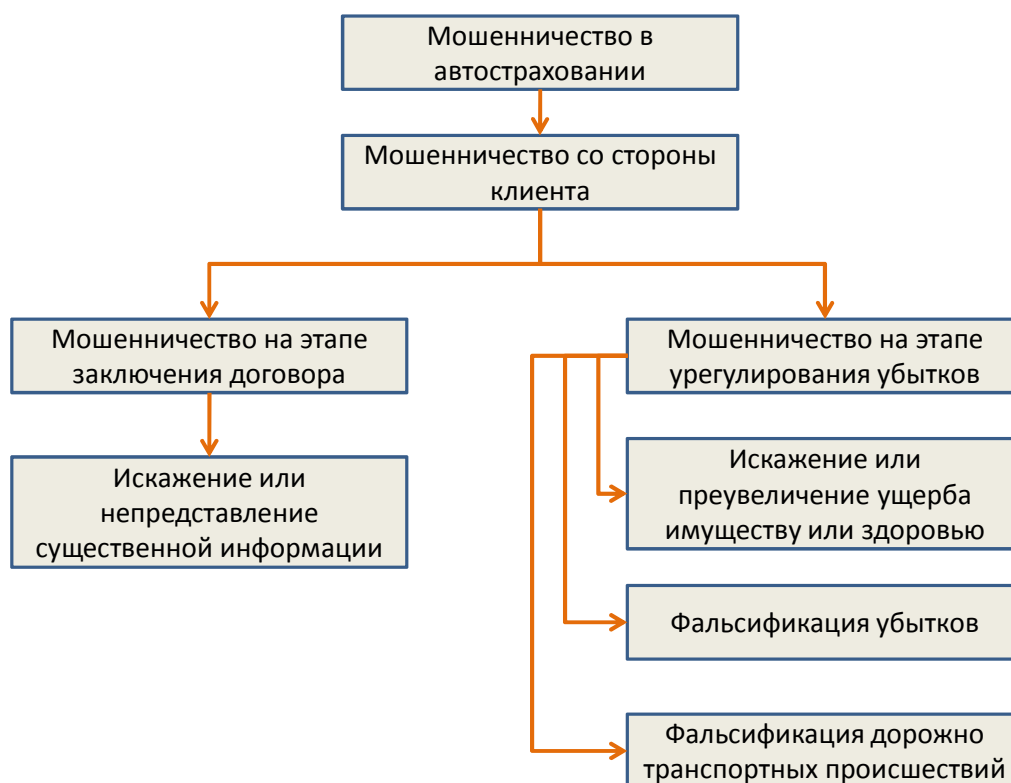 Мошенничество в
автостраховании
Мошенничество со стороны
клиента
Мошенничество на этапе
заключения договора
Мошенничество на этапе
урегулирования убытков
Искажение или
непредставление
существенной информации
Искажение или
преувеличение ущерба
имуществу или здоровью
Фальсификация убытков
Фальсификация дорожно
транспортных происшествий